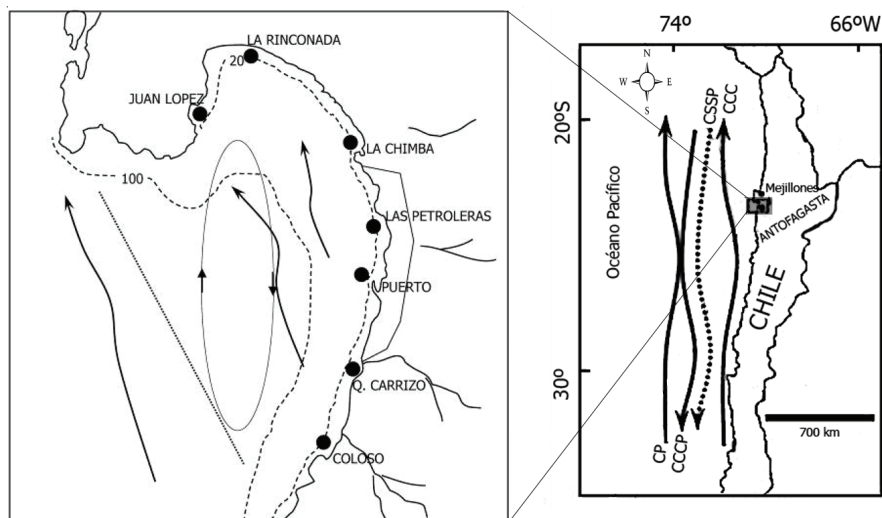 LA RINCONADA
20
JUAN LOPEZ
LA CHIMBA
100
LAS PETROLERAS
PUERTO
Q. CARRIZO
COLOSO
74º
66ºW
N
W
E
S
20ºS
CSSP
CCC
Océano Pacífico
Mejillones
ANTOFAGASTA
CHILE
30º
700 km
CP
CCCP